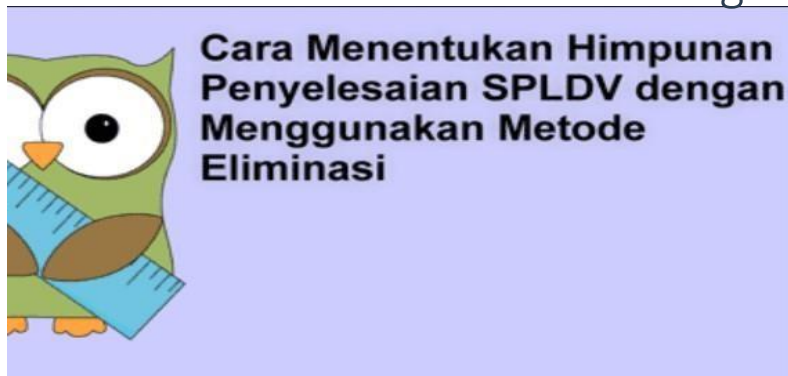 Cara Menentukan Himpunan
Penyelesaian SPLDV dengan
Menggunakan Metode
Eliminasi